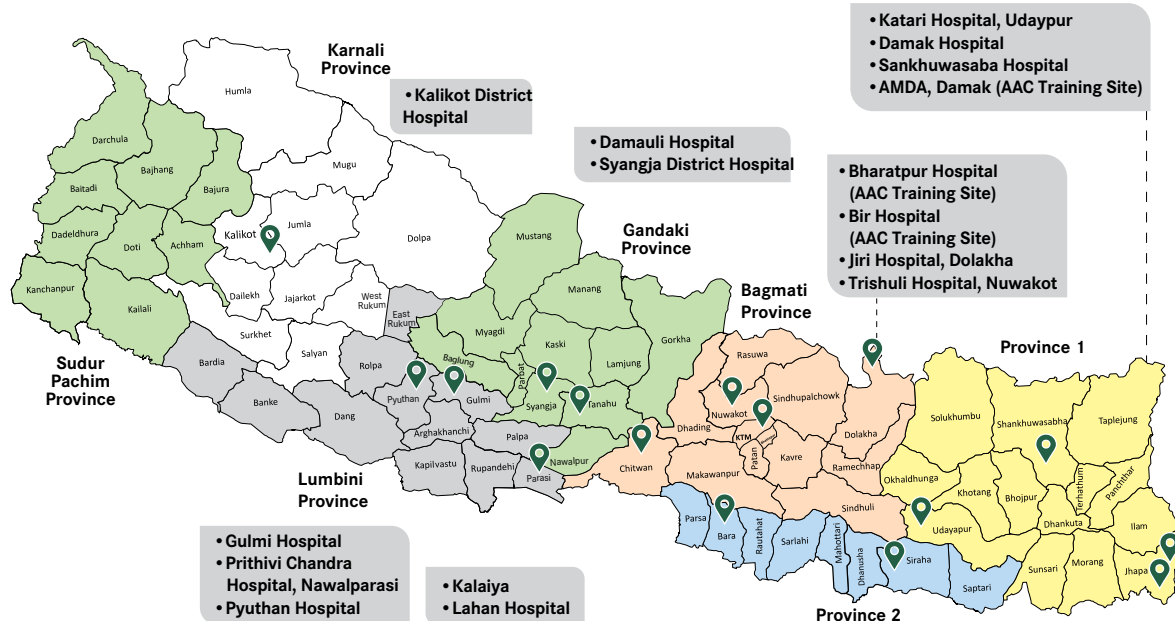 • Katari Hospital, Udaypur
• Damak Hospital
• Sankhuwasaba Hospital
• AMDA, Damak (AAC Training Site)
Karnali
Province
• Kalikot District
Hospital
• Damauli Hospital
• Syangja District Hospital
• Bharatpur Hospital
(AAC Training Site)
• Bir Hospital
(AAC Training Site)
• Jiri Hospital, Dolakha
• Trishuli Hospital, Nuwakot
Humla
Darchula
Bajhang
Mugu
Baitadi
Bajura
Dadeldhura
Doti
Achham
Kalikot
Jumla
Dolpa
Mustang
Gandaki
Province
Kanchanpur
Kailali
Dailekh
Jajarkot
West
Rukum
East
Rukum
Manang
Bagmati
Province
Surkhet
Salyan
Myagdi
Kaski
Gorkha
Rasuwa
Province 1
Sudur
Pachim
Province
Bardia
Rolpa
Baglung
Parbat
Lamjung
Banke
Dang
Pyuthan
Gulmi
Syangja
Tanahu
Nuwakot
Sindhupalchowk
Solukhumbu
Shankhuwasabha
Taplejung
Arghakhanchi
Palpa
Dhading
KTM
Dolakha
Nawalpur
Chitwan
Makawanpur
Patan
Kavre
Ramechhap
Okhaldhunga
Khotang
Bhojpur
Terhathum
Panchthar
Kapilvastu
Rupandehi
Parasi
Lumbini
Province
Sindhuli
Udayapur
Dhankuta
Ilam
Parsa
Bara
Rautahat
Sarlahi
Mahottari
Dhanusha
Siraha
Saptari
Sunsari
Morang
Jhapa
Province 2
• Gulmi Hospital
• Prithivi Chandra
Hospital, Nawalparasi
• Pyuthan Hospital
• Kalaiya
• Lahan Hospital